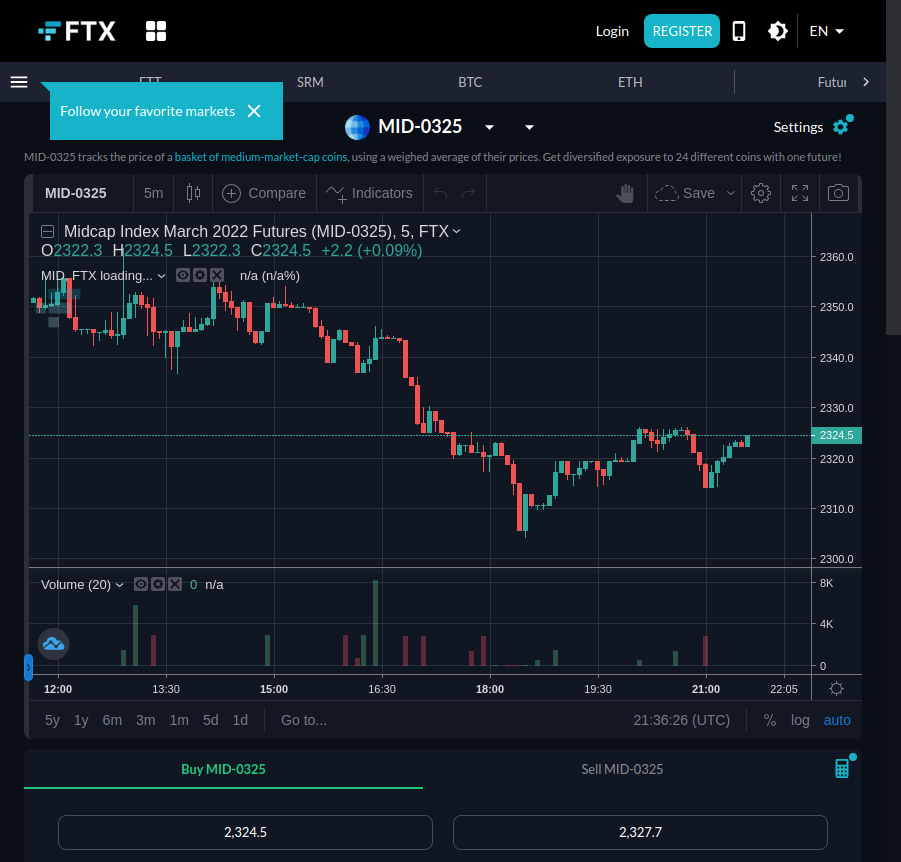 FTX
Login
REGISTER
EN
FTT SRM BTC ETH Futur
Follow your favorite markets
MID-0325
Settings
MID-0325 tracks the price of a basket of medium-market-cap coins, using a weighed average of their prices. Get diversified exposure to 24 different coins with one future!
MID-0325 5m Compare Indicators Save
Midcap Index March 2022 Futures (MID-0325), 5, FTX
O2322.3 H2324.5 L2322.3 C2324.5 +2.2 (+0.09%)
MID_FTX loading... n/a (n/a%)
2360.0
2350.0
2340.0
2330.0
2324.5
2320.0
2310.0
2300.0
Volume (20) 0 n/a
8K
4K
0
12:00 13:30 15:00 16:30 18:00 19:30 21:00 22:05
5y 1y 6m 3m 1m 5d 1d Go to... 21:36:26 (UTC) % log auto
Buy MID-0325 Sell MID-0325
2,324.5 2,327.7